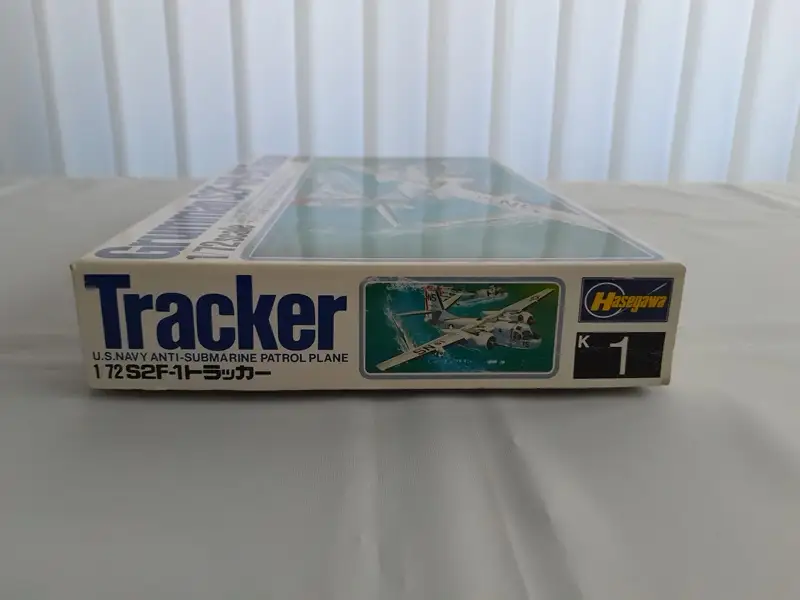 Grumman
1/72 scale
Tracker
U.S.NAVY ANTI-SUBMARINE PATROL PLANE
1 72 S2F-1トラッカー
Hasegawa
K 1